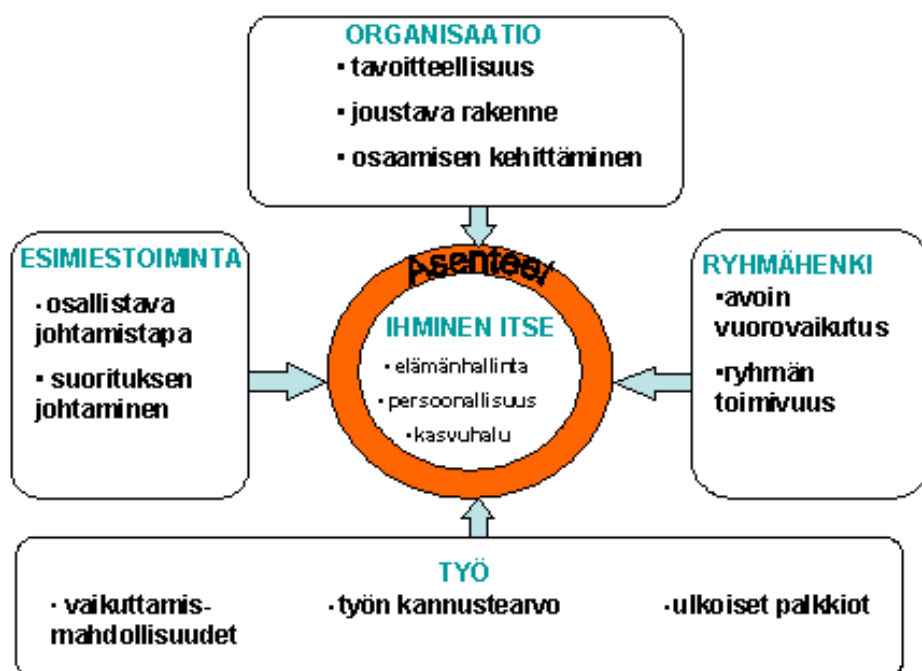 ORGANISAATIO
▪ tavoitteellisuus
▪ joustava rakenne
▪ osaamisen kehittäminen
ESIMIESTOIMINTA
▪ osallistava
johtamistapa
▪ suorituksen
johtaminen
Asenteet
IHMINEN ITSE
▪ elämänhallinta
▪ persoonallisuus
▪ kasvuhalu
RYHMÄHENKI
▪avoin
vuorovaikutus
▪ryhmän
toimivuus
TYÖ
▪ vaikuttamis-
mahdollisuudet
▪työn kannustearvo
▪ulkoiset palkkiot